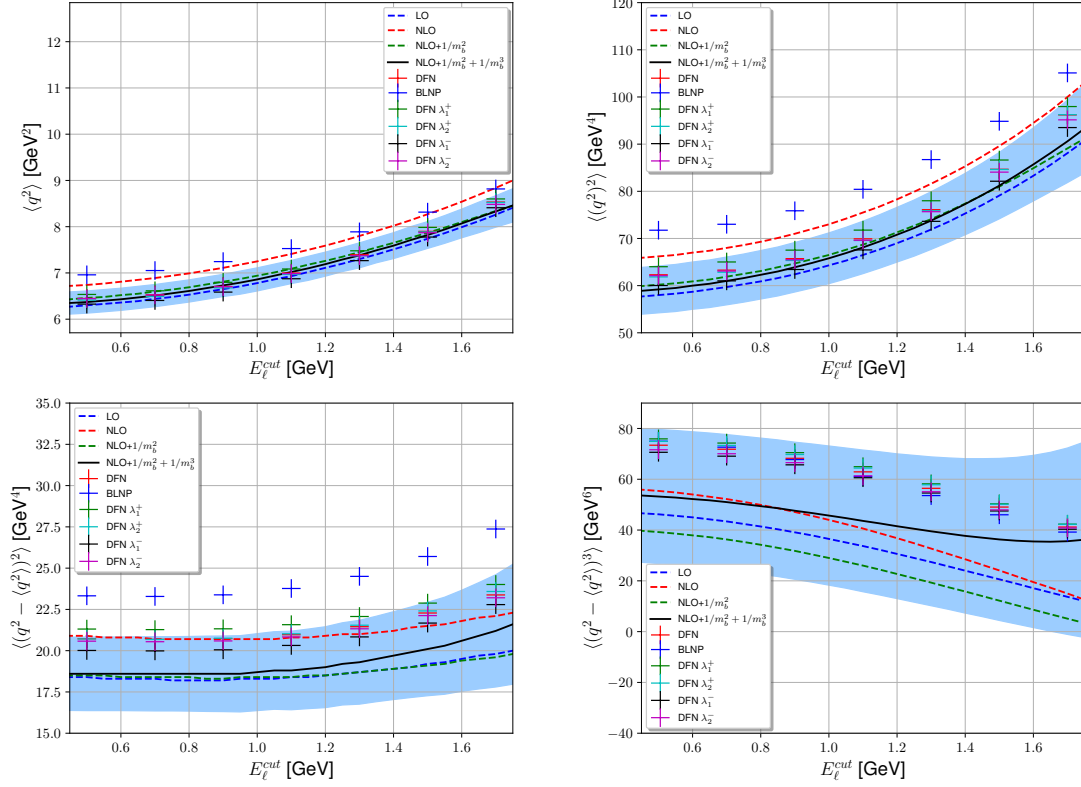 ⟨q²⟩ [GeV²]
12
11
10
9
8
7
6
LO
NLO
NLO+1/m_b²
NLO+1/m_b² + 1/m_b³
DFN
BLNP
DFN λ₁⁺
DFN λ₂⁺
DFN λ₁⁻
DFN λ₂⁻
0.6 0.8 1.0 1.2 1.4 1.6
E_ℓ^{cut} [GeV]
⟨(q²)²⟩ [GeV⁴]
120
110
100
90
80
70
60
50
LO
NLO
NLO+1/m_b²
NLO+1/m_b² + 1/m_b³
DFN
BLNP
DFN λ₁⁺
DFN λ₂⁺
DFN λ₁⁻
DFN λ₂⁻
0.6 0.8 1.0 1.2 1.4 1.6
E_ℓ^{cut} [GeV]
⟨(q² − ⟨q²⟩)²⟩ [GeV⁴]
35.0
32.5
30.0
27.5
25.0
22.5
20.0
17.5
15.0
LO
NLO
NLO+1/m_b²
NLO+1/m_b² + 1/m_b³
DFN
BLNP
DFN λ₁⁺
DFN λ₂⁺
DFN λ₁⁻
DFN λ₂⁻
0.6 0.8 1.0 1.2 1.4 1.6
E_ℓ^{cut} [GeV]
⟨(q² − ⟨q²⟩)³⟩ [GeV⁶]
80
60
40
20
0
−20
−40
LO
NLO
NLO+1/m_b²
NLO+1/m_b² + 1/m_b³
DFN
BLNP
DFN λ₁⁺
DFN λ₂⁺
DFN λ₁⁻
DFN λ₂⁻
0.6 0.8 1.0 1.2 1.4 1.6
E_ℓ^{cut} [GeV]